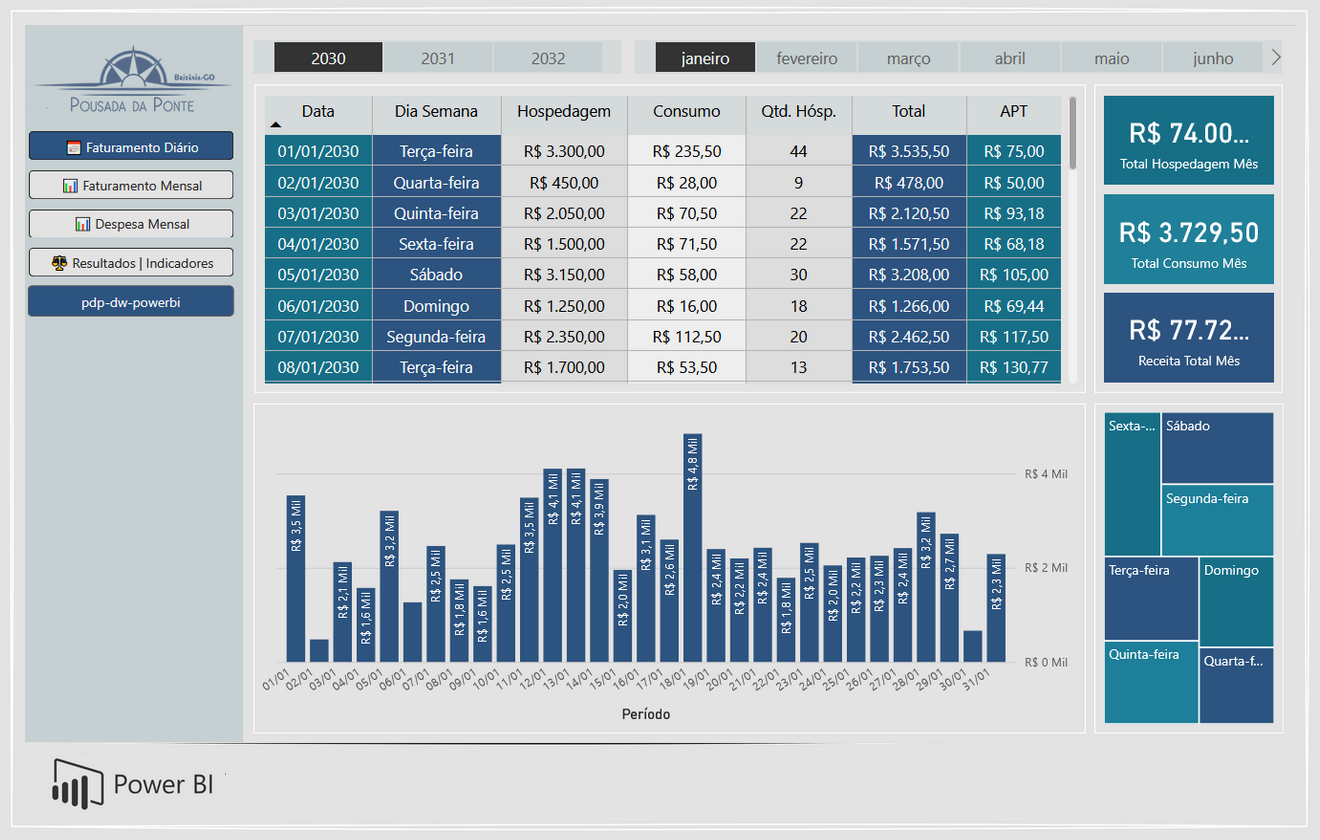 Beiriais-GO
POUSADA DA PONTE
Faturamento Diário
Faturamento Mensal
Despesa Mensal
Resultados | Indicadores
pdp-dw-powerbi
2030 2031 2032
janeiro fevereiro março abril maio junho
Data Dia Semana Hospedagem Consumo Qtd. Hósp. Total APT
01/01/2030 Terça-feira R$ 3.300,00 R$ 235,50 44 R$ 3.535,50 R$ 75,00
02/01/2030 Quarta-feira R$ 450,00 R$ 28,00 9 R$ 478,00 R$ 50,00
03/01/2030 Quinta-feira R$ 2.050,00 R$ 70,50 22 R$ 2.120,50 R$ 93,18
04/01/2030 Sexta-feira R$ 1.500,00 R$ 71,50 22 R$ 1.571,50 R$ 68,18
05/01/2030 Sábado R$ 3.150,00 R$ 58,00 30 R$ 3.208,00 R$ 105,00
06/01/2030 Domingo R$ 1.250,00 R$ 16,00 18 R$ 1.266,00 R$ 69,44
07/01/2030 Segunda-feira R$ 2.350,00 R$ 112,50 20 R$ 2.462,50 R$ 117,50
08/01/2030 Terça-feira R$ 1.700,00 R$ 53,50 13 R$ 1.753,50 R$ 130,77
R$ 74.00...
Total Hospedagem Mês
R$ 3.729,50
Total Consumo Mês
R$ 77.72...
Receita Total Mês
R$ 4 Mil
R$ 2 Mil
R$ 0 Mil
R$ 3,5 Mil
R$ 2,1 Mil
R$ 1,6 Mil
R$ 3,2 Mil
R$ 2,5 Mil
R$ 1,8 Mil
R$ 1,6 Mil
R$ 2,5 Mil
R$ 3,5 Mil
R$ 4,1 Mil
R$ 4,1 Mil
R$ 3,9 Mil
R$ 2,0 Mil
R$ 3,1 Mil
R$ 2,6 Mil
R$ 4,8 Mil
R$ 2,4 Mil
R$ 2,2 Mil
R$ 2,4 Mil
R$ 1,8 Mil
R$ 2,5 Mil
R$ 2,0 Mil
R$ 2,2 Mil
R$ 2,3 Mil
R$ 2,4 Mil
R$ 3,2 Mil
R$ 2,7 Mil
R$ 2,3 Mil
01/01 02/01 03/01 04/01 05/01 06/01 07/01 08/01 09/01 10/01 11/01 12/01 13/01 14/01 15/01 16/01 17/01 18/01 19/01 20/01 21/01 22/01 23/01 24/01 25/01 26/01 27/01 28/01 29/01 30/01 31/01
Período
Sexta-...
Sábado
Segunda-feira
Terça-feira
Domingo
Quinta-feira
Quarta-f...
Power BI